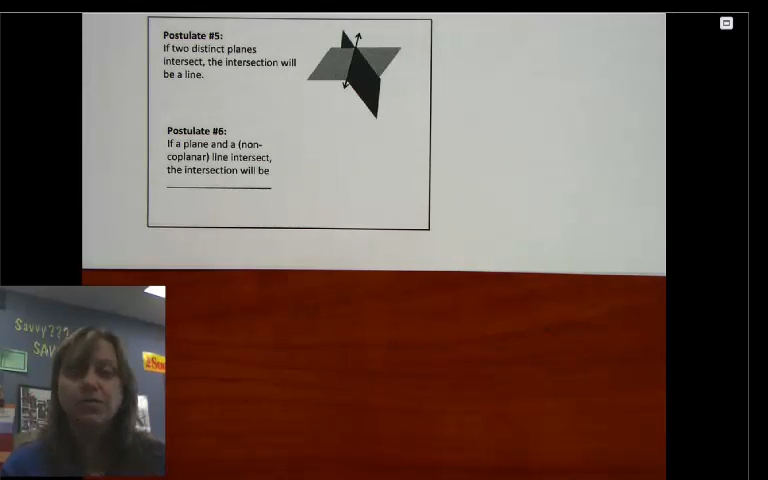 Postulate #5:
If two distinct planes
intersect, the intersection will
be a line.
Postulate #6:
If a plane and a (non-
coplanar) line intersect,
the intersection will be
Savvy???